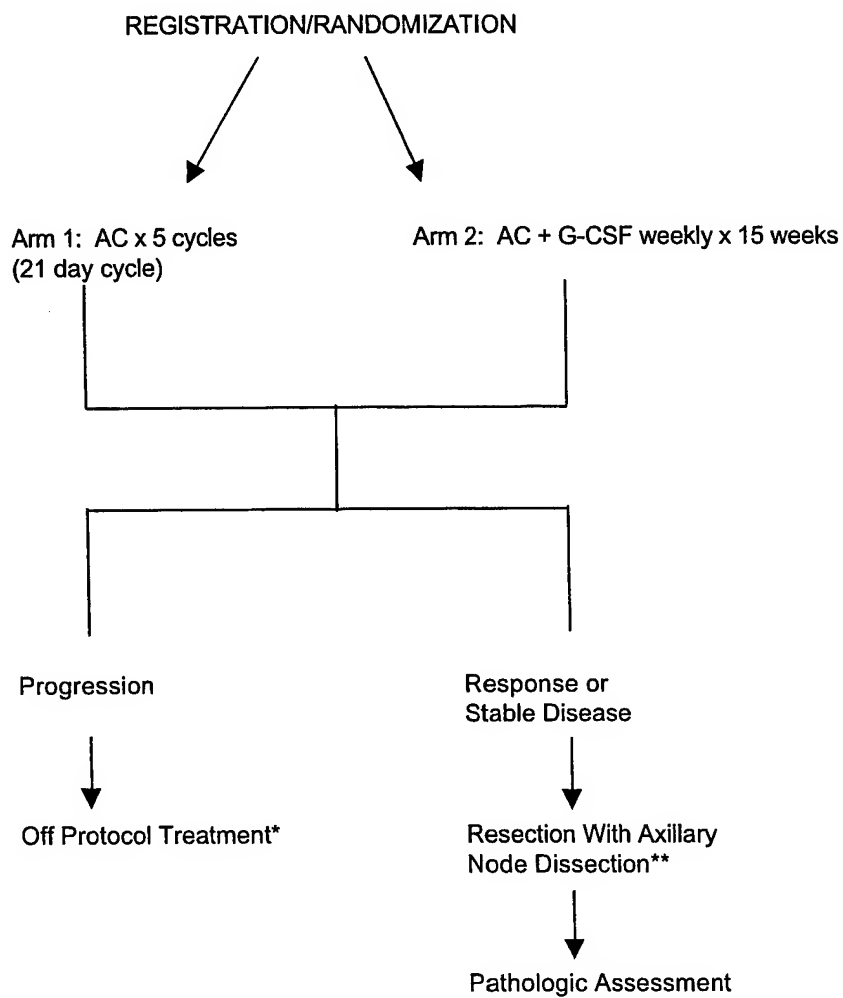 REGISTRATION/RANDOMIZATION
Arm 1: AC x 5 cycles
(21 day cycle)
Arm 2: AC + G-CSF weekly x 15 weeks
Progression
Response or
Stable Disease
Off Protocol Treatment*
Resection With Axillary
Node Dissection**
Pathologic Assessment